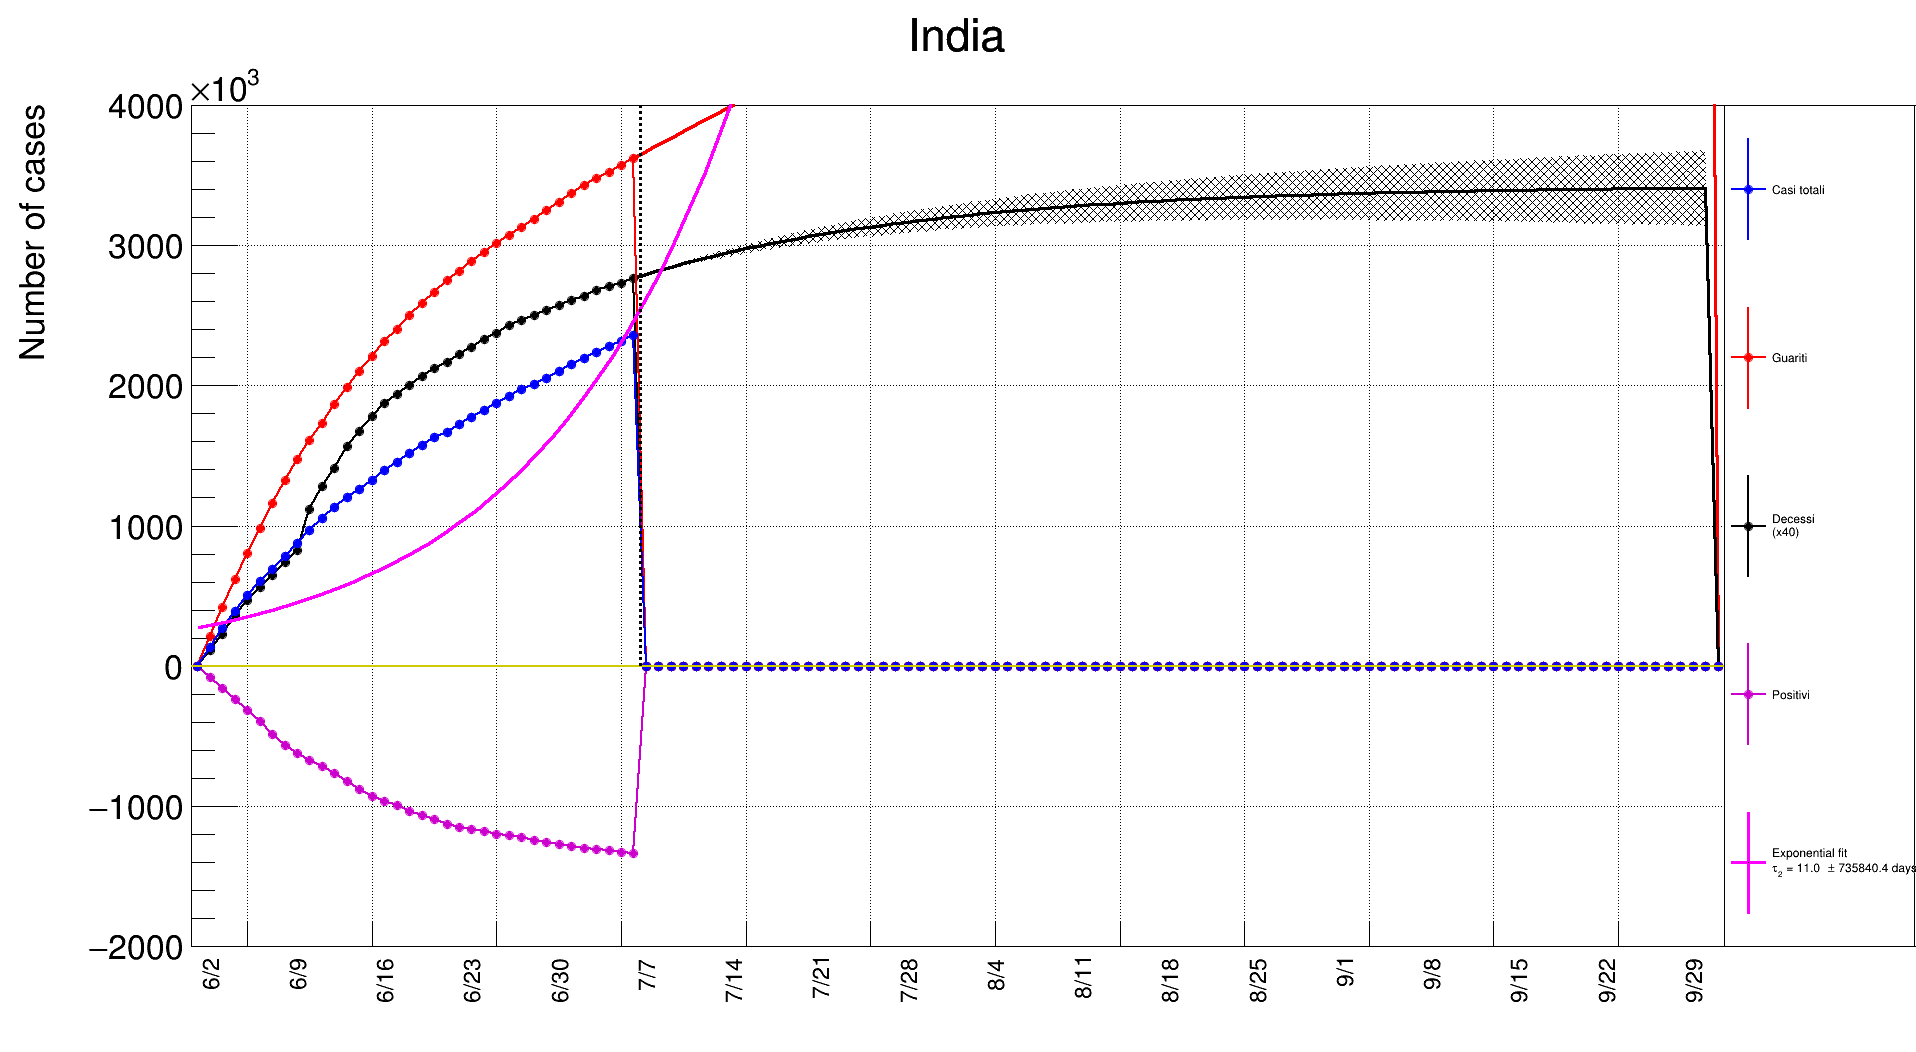 India
×10³
Number of cases
4000
3000
2000
1000
0
−1000
−2000
6/2
6/9
6/16
6/23
6/30
7/7
7/14
7/21
7/28
8/4
8/11
8/18
8/25
9/1
9/8
9/15
9/22
9/29
Casi totali
Guariti
Decessi
(x40)
Positivi
Exponential fit
τ₂ = 11.0 ± 735840.4 days